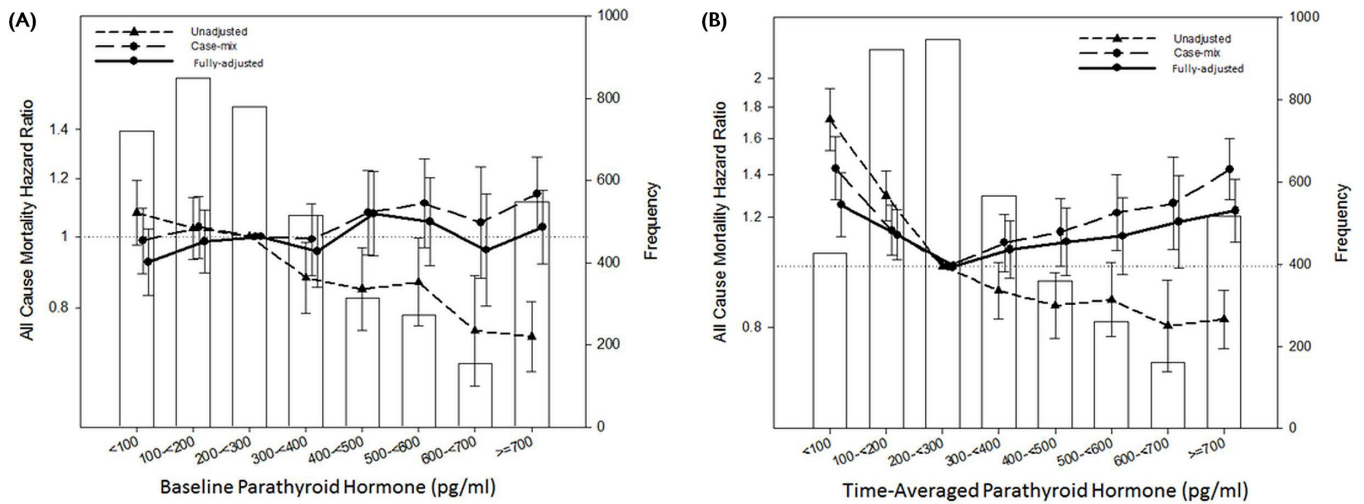 (A)
Unadjusted
Case-mix
Fully-adjusted
All Cause Mortality Hazard Ratio
1.4
1.2
1
0.8
1000
800
600
400
200
0
Frequency
<100
100-<200
200-<300
300-<400
400-<500
500-<600
600-<700
>=700
Baseline Parathyroid Hormone (pg/ml)
(B)
Unadjusted
Case-mix
Fully-adjusted
All Cause Mortality Hazard Ratio
2
1.8
1.6
1.4
1.2
0.8
1000
800
600
400
200
0
Frequency
<100
100-<200
200-<300
300-<400
400-<500
500-<600
600-<700
>=700
Time-Averaged Parathyroid Hormone (pg/ml)